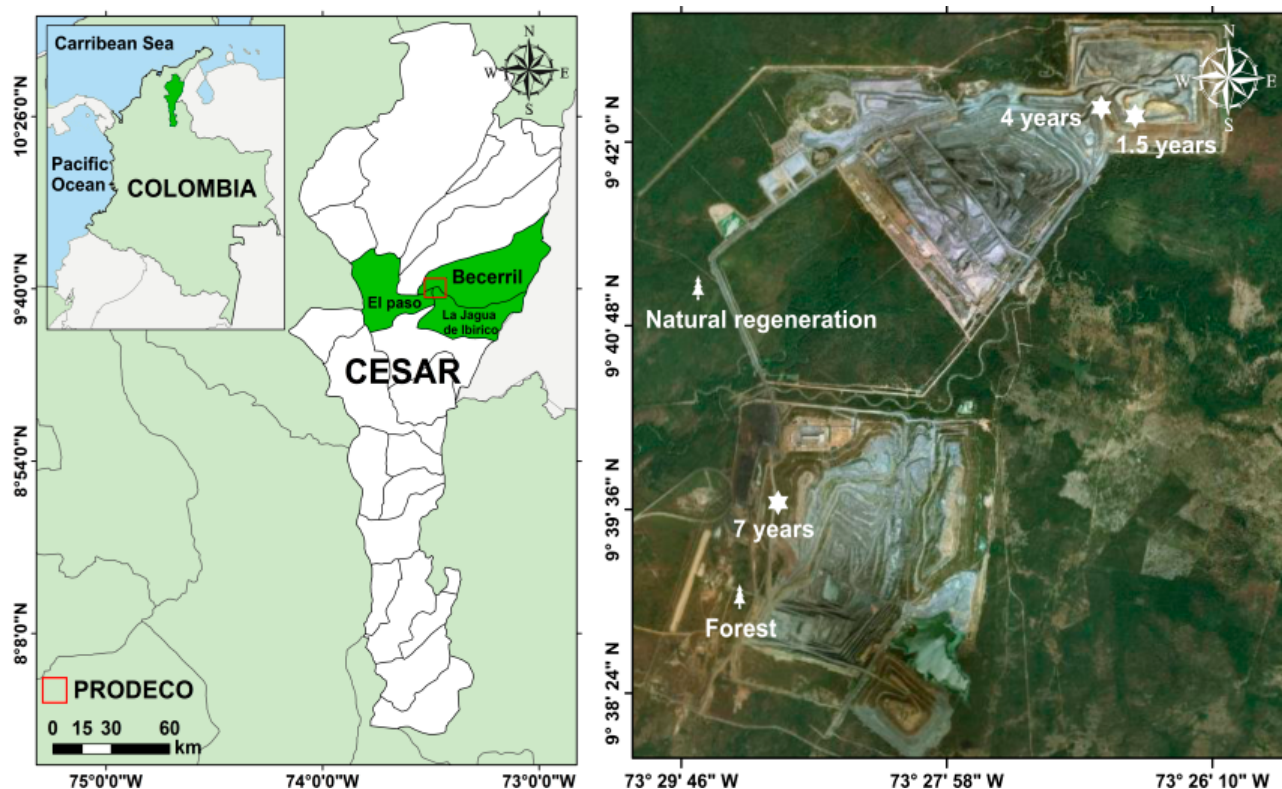 Carribean Sea
Pacific
Ocean
COLOMBIA
N
W
E
S
Becerril
El paso
La Jagua
de Ibirico
CESAR
PRODECO
0 15 30 60
km
10°26'0"N
9°40'0"N
8°54'0"N
8°8'0"N
75°0'0"W
74°0'0"W
73°0'0"W
N
W
E
S
4 years
1.5 years
Natural regeneration
7 years
Forest
9° 42' 0" N
9° 40' 48" N
9° 39' 36" N
9° 38' 24" N
73° 29' 46" W
73° 27' 58" W
73° 26' 10" W